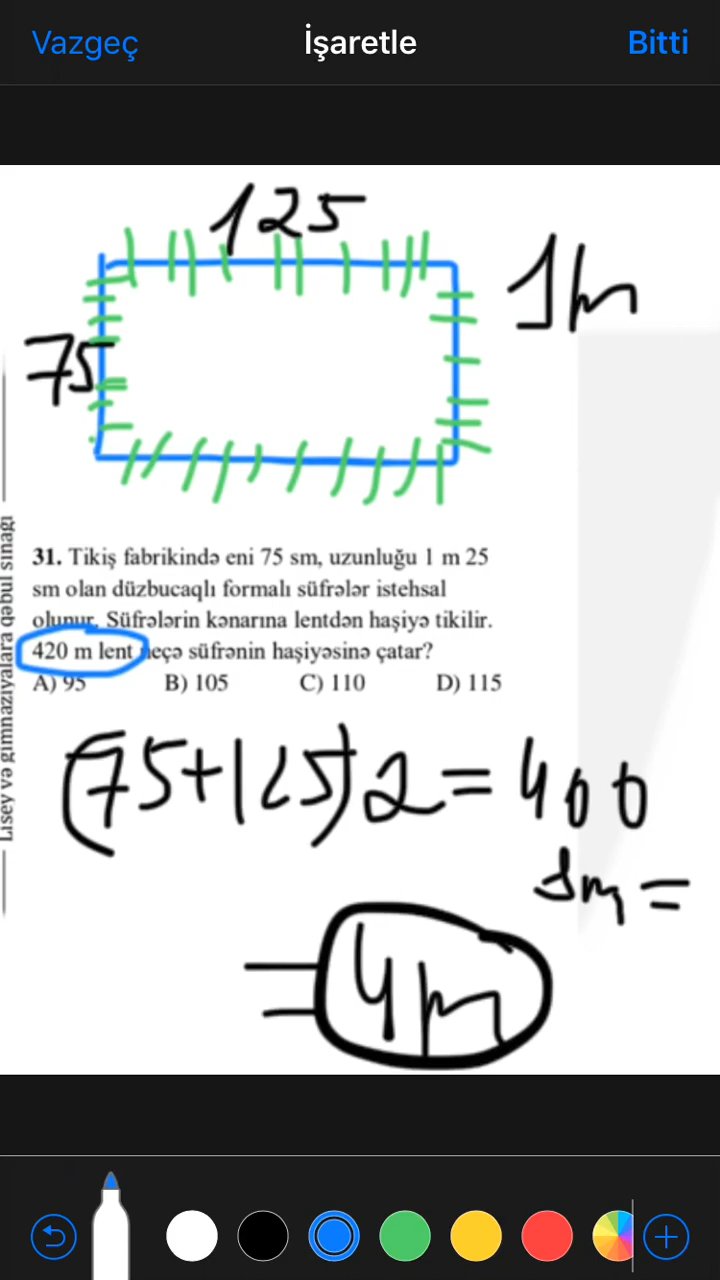 Vazgeç İşaretle Bitti
125
1m
75
Lisey və gimnaziyalara qəbul sınağı
31. Tikiş fabrikində eni 75 sm, uzunluğu 1 m 25
sm olan düzbucaqlı formalı süfrələr istehsal
olunur. Süfrələrin kənarına lentdən haşiyə tikilir.
420 m lent neçə süfrənin haşiyəsinə çatar?
A) 95 B) 105 C) 110 D) 115
(75+125)2=400
sm=
=4m